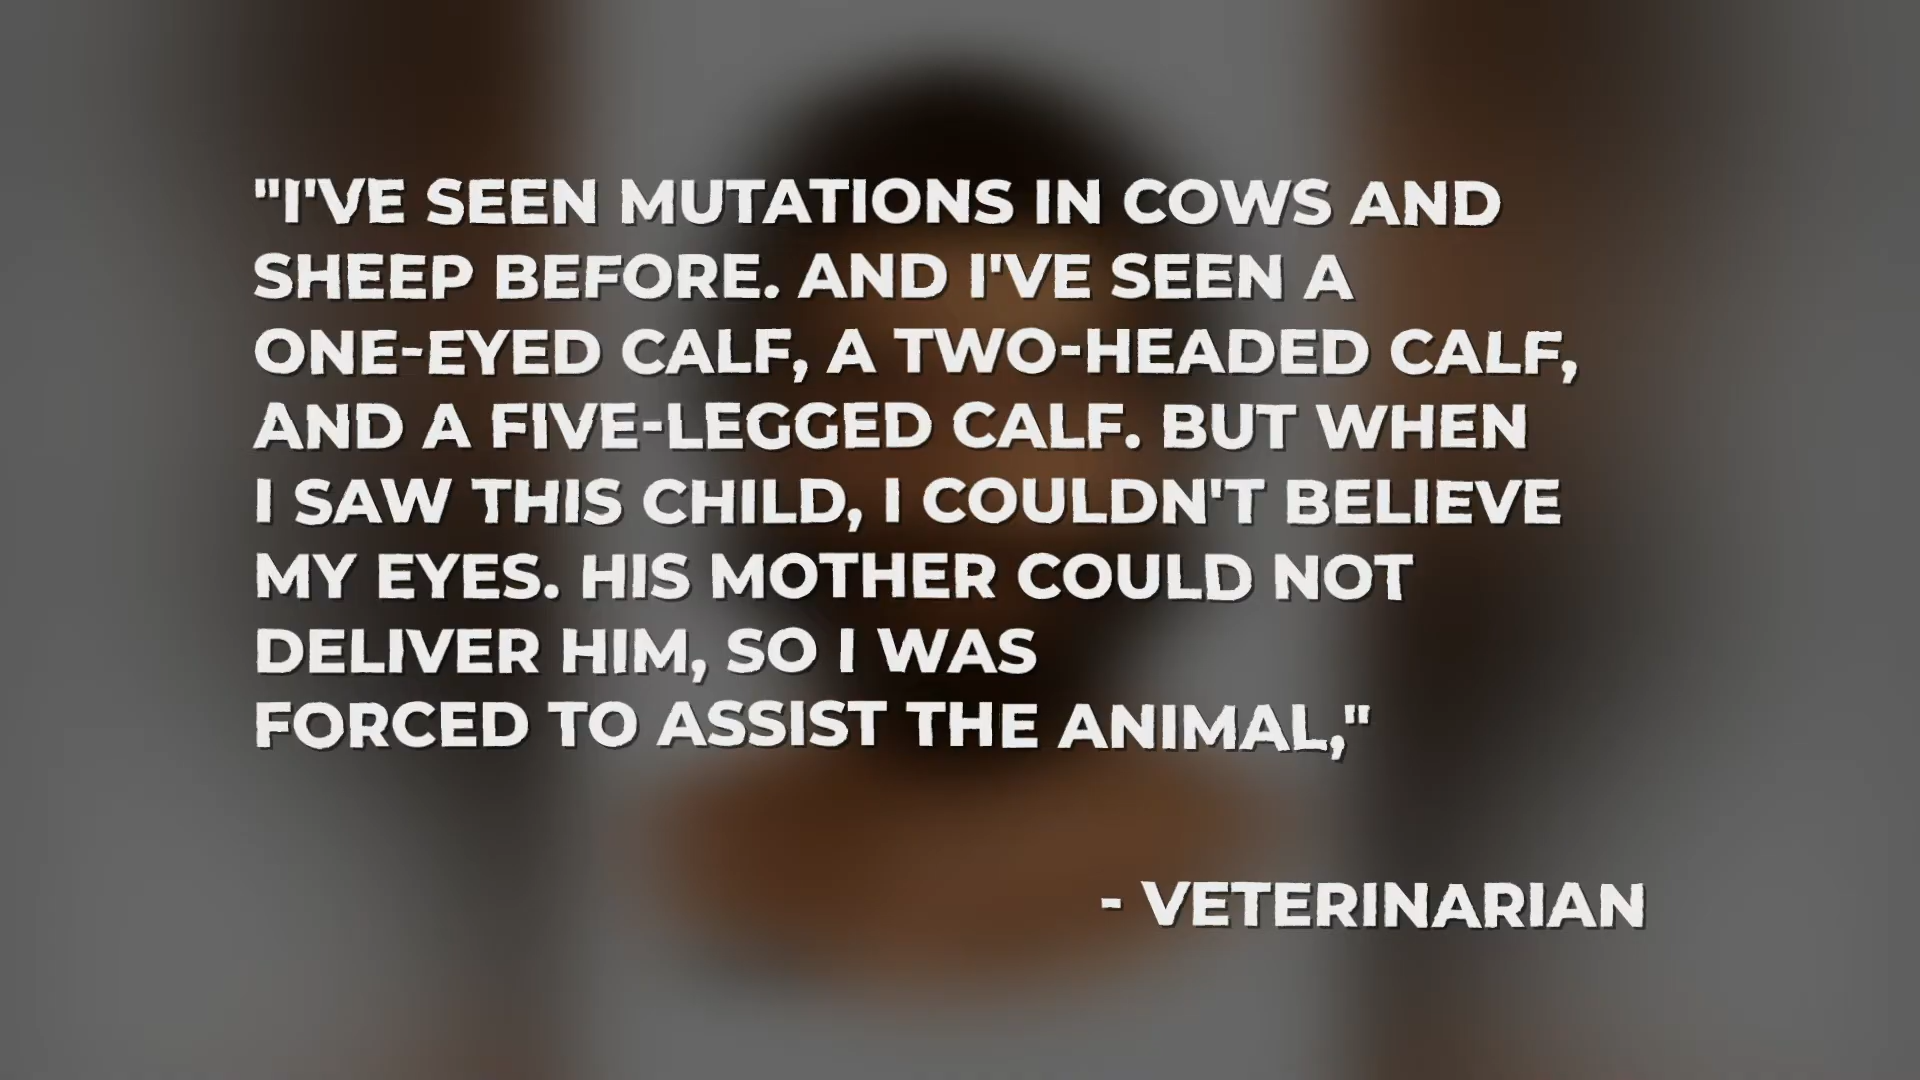 "I'VE SEEN MUTATIONS IN COWS AND
SHEEP BEFORE. AND I'VE SEEN A
ONE-EYED CALF, A TWO-HEADED CALF,
AND A FIVE-LEGGED CALF. BUT WHEN
I SAW THIS CHILD, I COULDN'T BELIEVE
MY EYES. HIS MOTHER COULD NOT
DELIVER HIM, SO I WAS
FORCED TO ASSIST THE ANIMAL,"
- VETERINARIAN